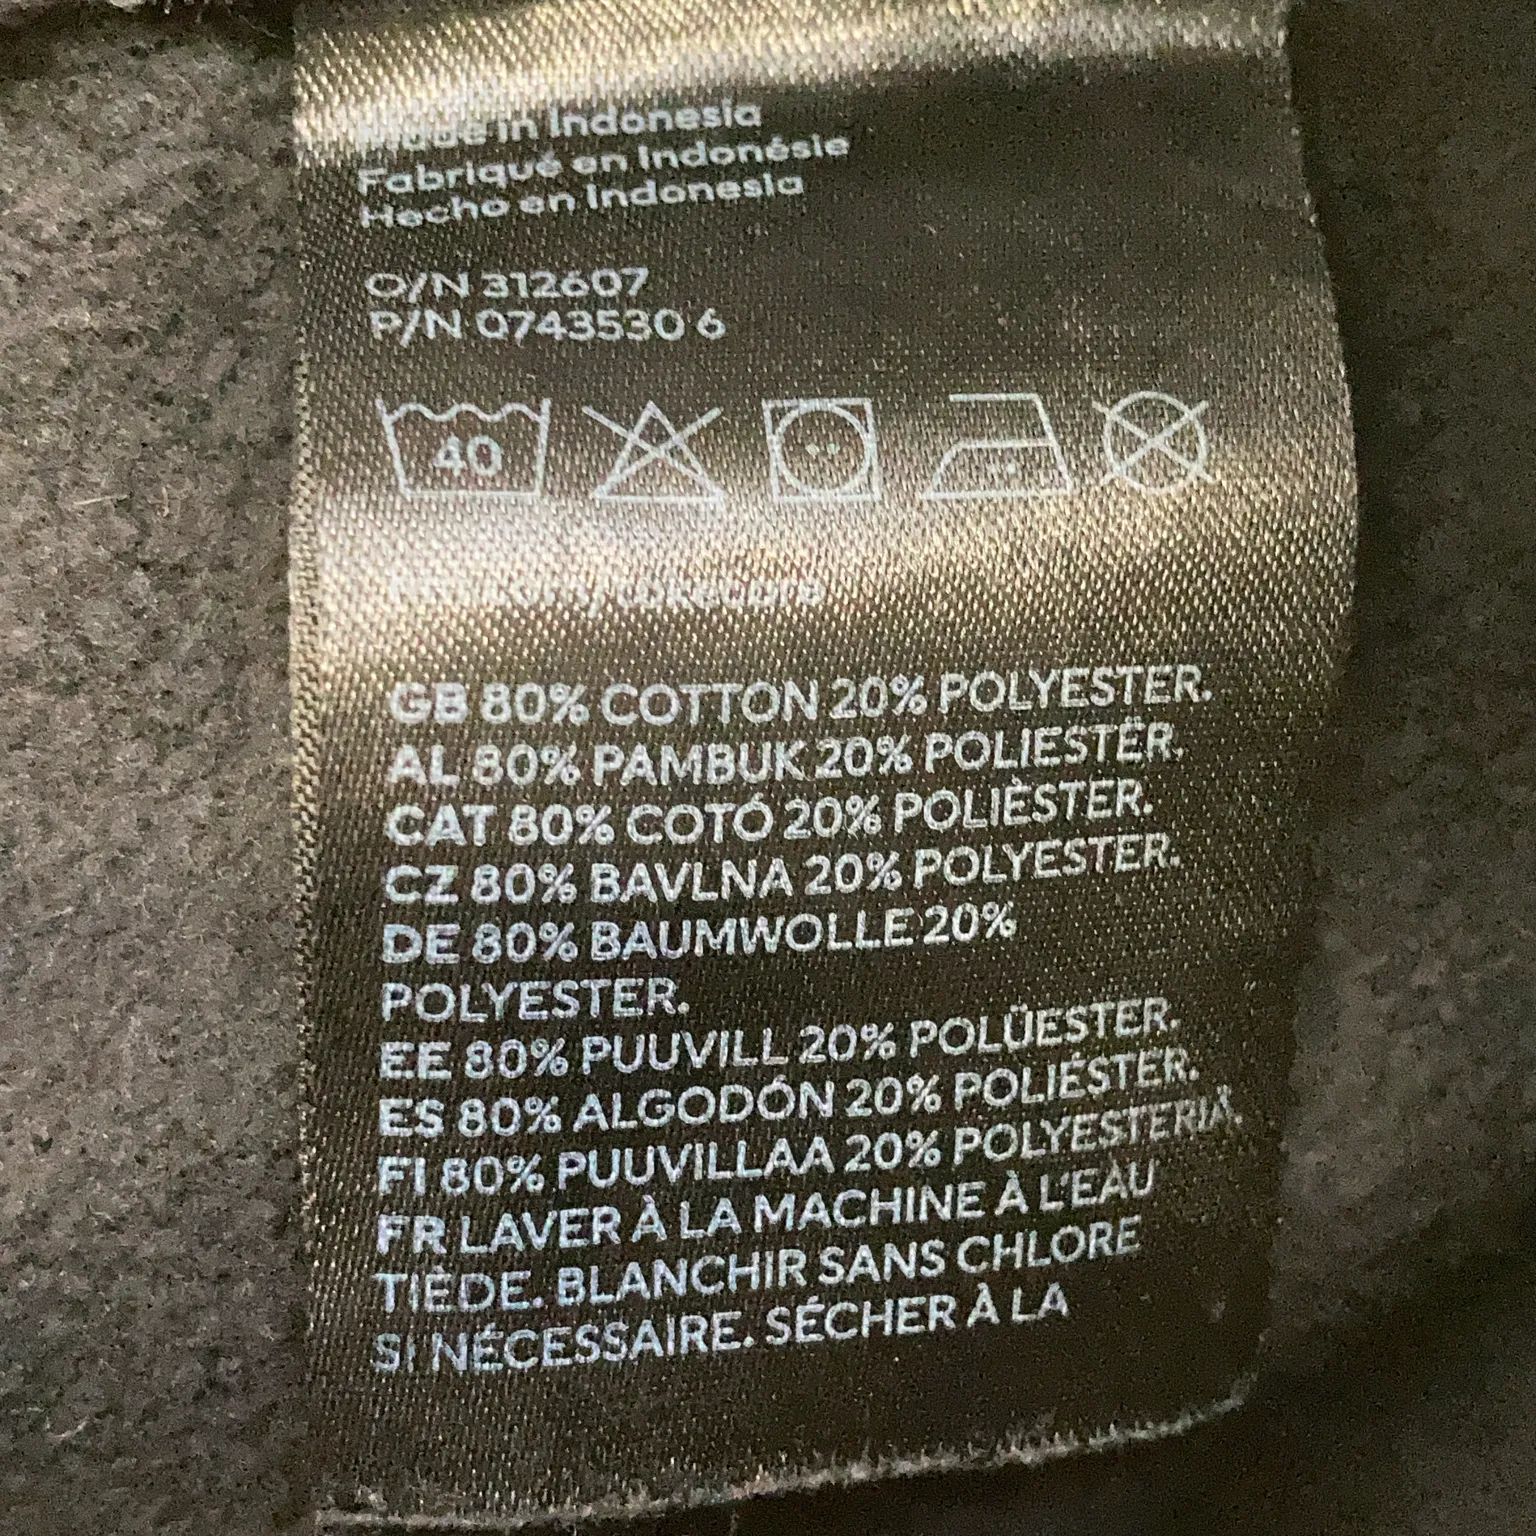 Made in Indonesia
Fabriqué en Indonésie
Hecho en Indonesia
O/N 312607
P/N 0743530 6
40
GB 80% COTTON 20% POLYESTER.
AL 80% PAMBUK 20% POLIESTËR.
CAT 80% COTÓ 20% POLIÈSTER.
CZ 80% BAVLNA 20% POLYESTER.
DE 80% BAUMWOLLE 20%
POLYESTER.
EE 80% PUUVILL 20% POLÜESTER.
ES 80% ALGODÓN 20% POLIÉSTER.
FI 80% PUUVILLAA 20% POLYESTERIÄ.
FR LAVER À LA MACHINE À L'EAU
TIÈDE. BLANCHIR SANS CHLORE
SI NÉCESSAIRE. SÉCHER À LA